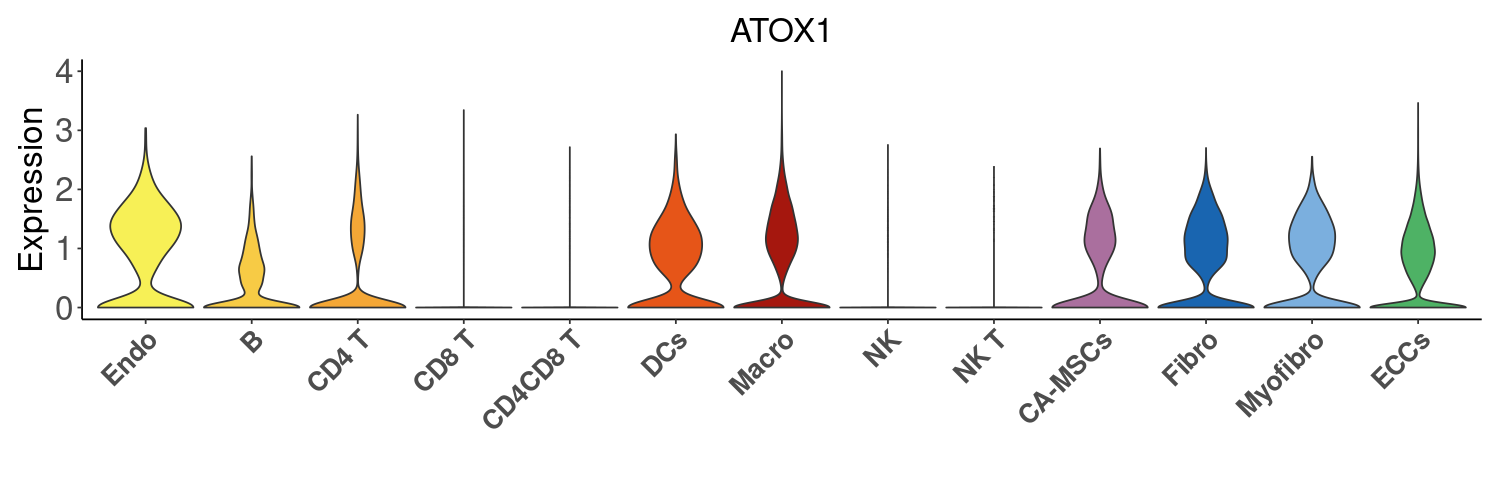 ATOX1
Expression
4
3
2
1
0
Endo
B
CD4 T
CD8 T
CD4CD8 T
DCs
Macro
NK
NK T
CA-MSCs
Fibro
Myofibro
ECCs